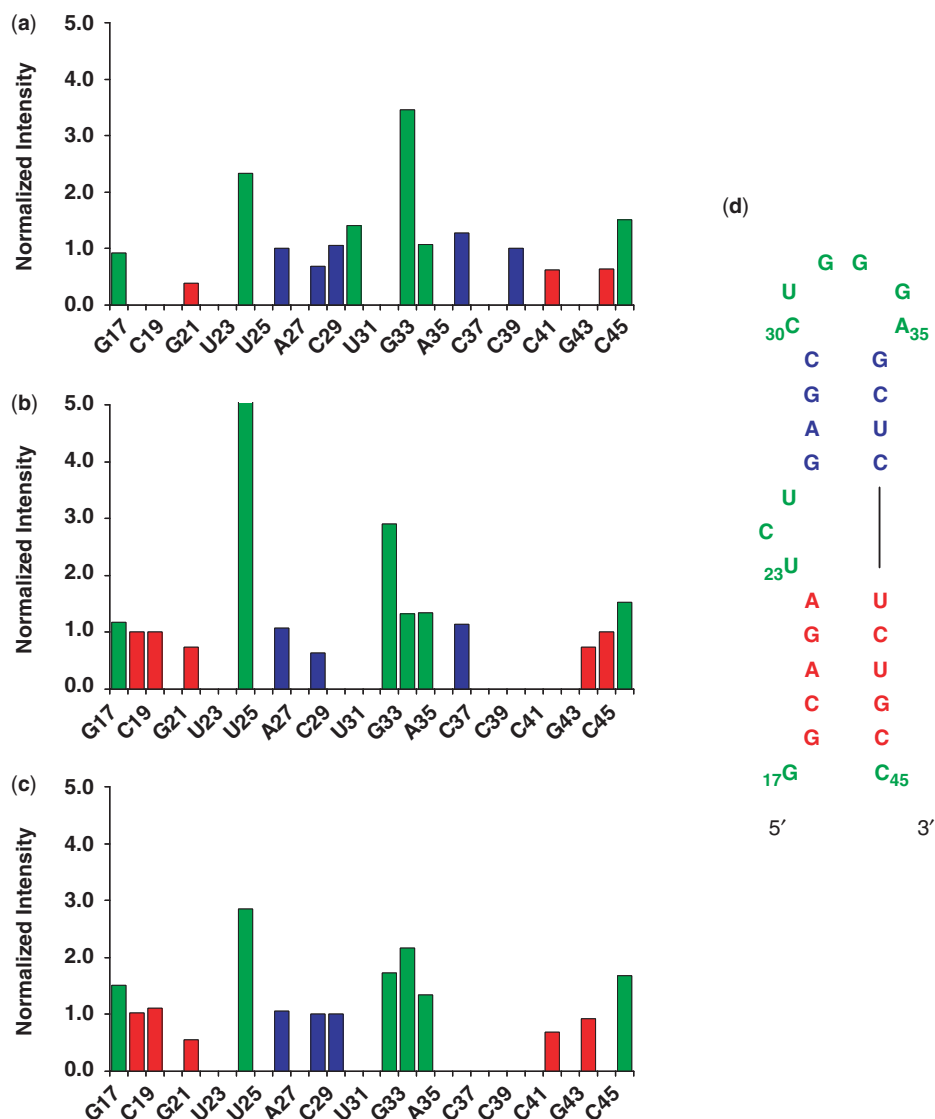 (a)
Normalized Intensity
5.0
4.0
3.0
2.0
1.0
0.0
G17 C19 G21 U23 U25 A27 C29 U31 G33 A35 C37 C39 C41 G43 C45
(b)
Normalized Intensity
5.0
4.0
3.0
2.0
1.0
0.0
G17 C19 G21 U23 U25 A27 C29 U31 G33 A35 C37 C39 C41 G43 C45
(c)
Normalized Intensity
5.0
4.0
3.0
2.0
1.0
0.0
G17 C19 G21 U23 U25 A27 C29 U31 G33 A35 C37 C39 C41 G43 C45
(d)
G G
U G
30C A35
C G
G C
A U
G C
U
C
23U
A U
G C
A U
C G
G C
17G C45
5′ 3′